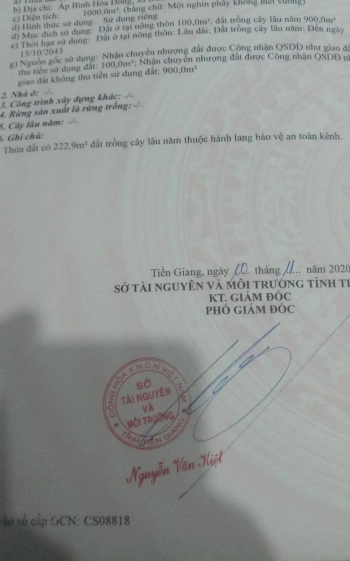 b) Địa chỉ: Ấp Bình Hòa Đông,
c) Diện tích: 1000,0m², (bằng chữ: Một nghìn phẩy không mét vuông)
d) Hình thức sử dụng: Sử dụng riêng
đ) Mục đích sử dụng: Đất ở tại nông thôn 100,0m², đất trồng cây lâu năm 900,0m²
e) Thời hạn sử dụng: Đất ở tại nông thôn: Lâu dài; Đất trồng cây lâu năm: Đến ngày
15/10/2043
g) Nguồn gốc sử dụng: Nhận chuyển nhượng đất được Công nhận QSDĐ như giao đ
thu tiền sử dụng đất: 100,0m²; Nhận chuyển nhượng đất được Công nhận QSDĐ n
giao đất không thu tiền sử dụng đất: 900,0m²
2. Nhà ở: -/-.
3. Công trình xây dựng khác: -/-.
4. Rừng sản xuất là rừng trồng: -/-.
5. Cây lâu năm: -/-.
6. Ghi chú:
Thửa đất có 222,9m² đất trồng cây lâu năm thuộc hành lang bảo vệ an toàn kênh.
Tiền Giang, ngày 10 tháng 11 năm 2020
SỞ TÀI NGUYÊN VÀ MÔI TRƯỜNG TỈNH TI
KT. GIÁM ĐỐC
PHÓ GIÁM ĐỐC
CỘNG HÒA X.H.C.N VIỆT NAM
SỞ
TÀI NGUYÊN
VÀ
MÔI TRƯỜNG
TỈNH TIỀN GIANG
Nguyễn Văn Kiệt
vào sổ cấp GCN: CS08818